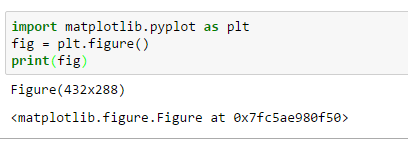 import matplotlib.pyplot as plt
fig = plt.figure()
print(fig)
Figure(432x288)
<matplotlib.figure.Figure at 0x7fc5ae980f50>